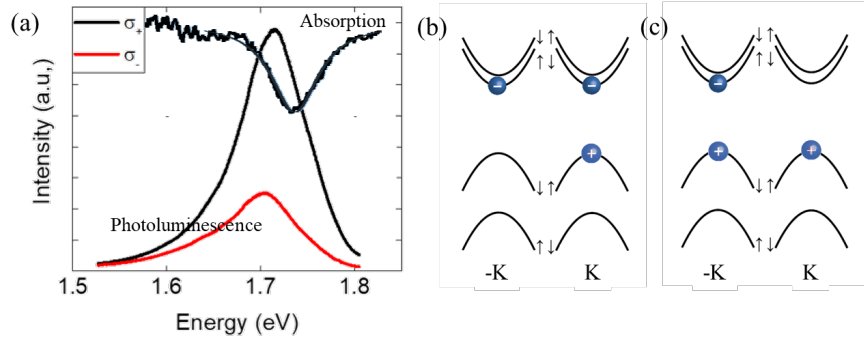 (a)
σ+
σ-
Absorption
Photoluminescence
Intensity (a.u,)
1.5 1.6 1.7 1.8
Energy (eV)
(b)
↓↑
↑↓
−
−
+
↓↑
↑↓
-K K
(c)
↓↑
↑↓
−
+
+
↓↑
↑↓
-K K